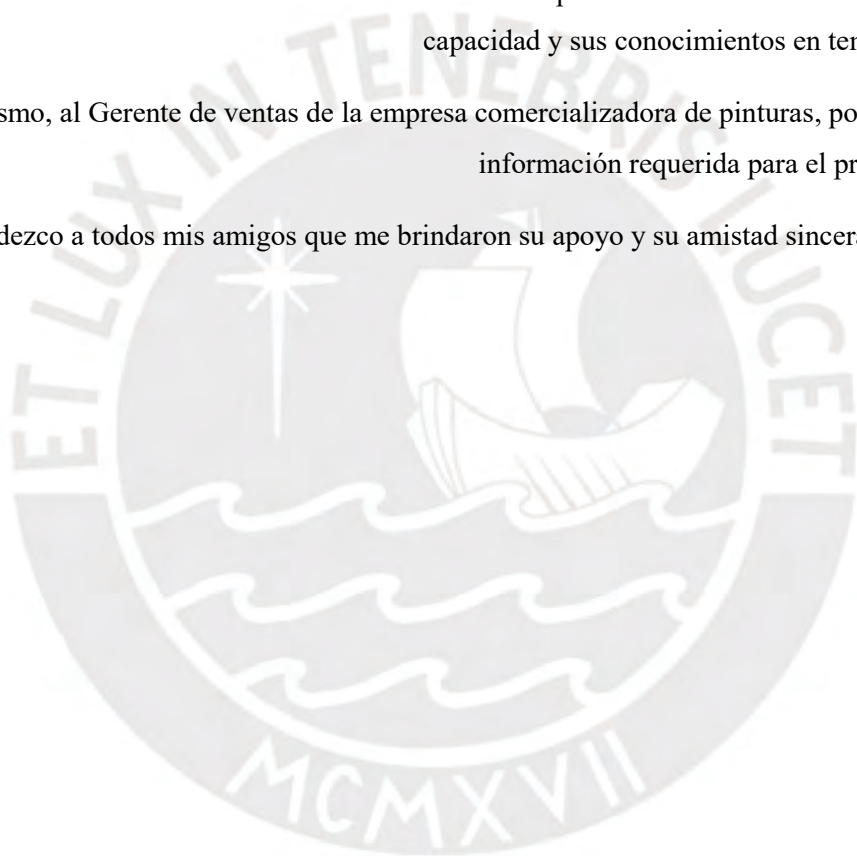 capacidad y sus conocimientos en
smo, al Gerente de ventas de la empresa comercializadora de pinturas, po
información requerida para el pr
dezco a todos mis amigos que me brindaron su apoyo y su amistad sincera
ET LUX IN TENEBRIS LUCET
MCMXVII